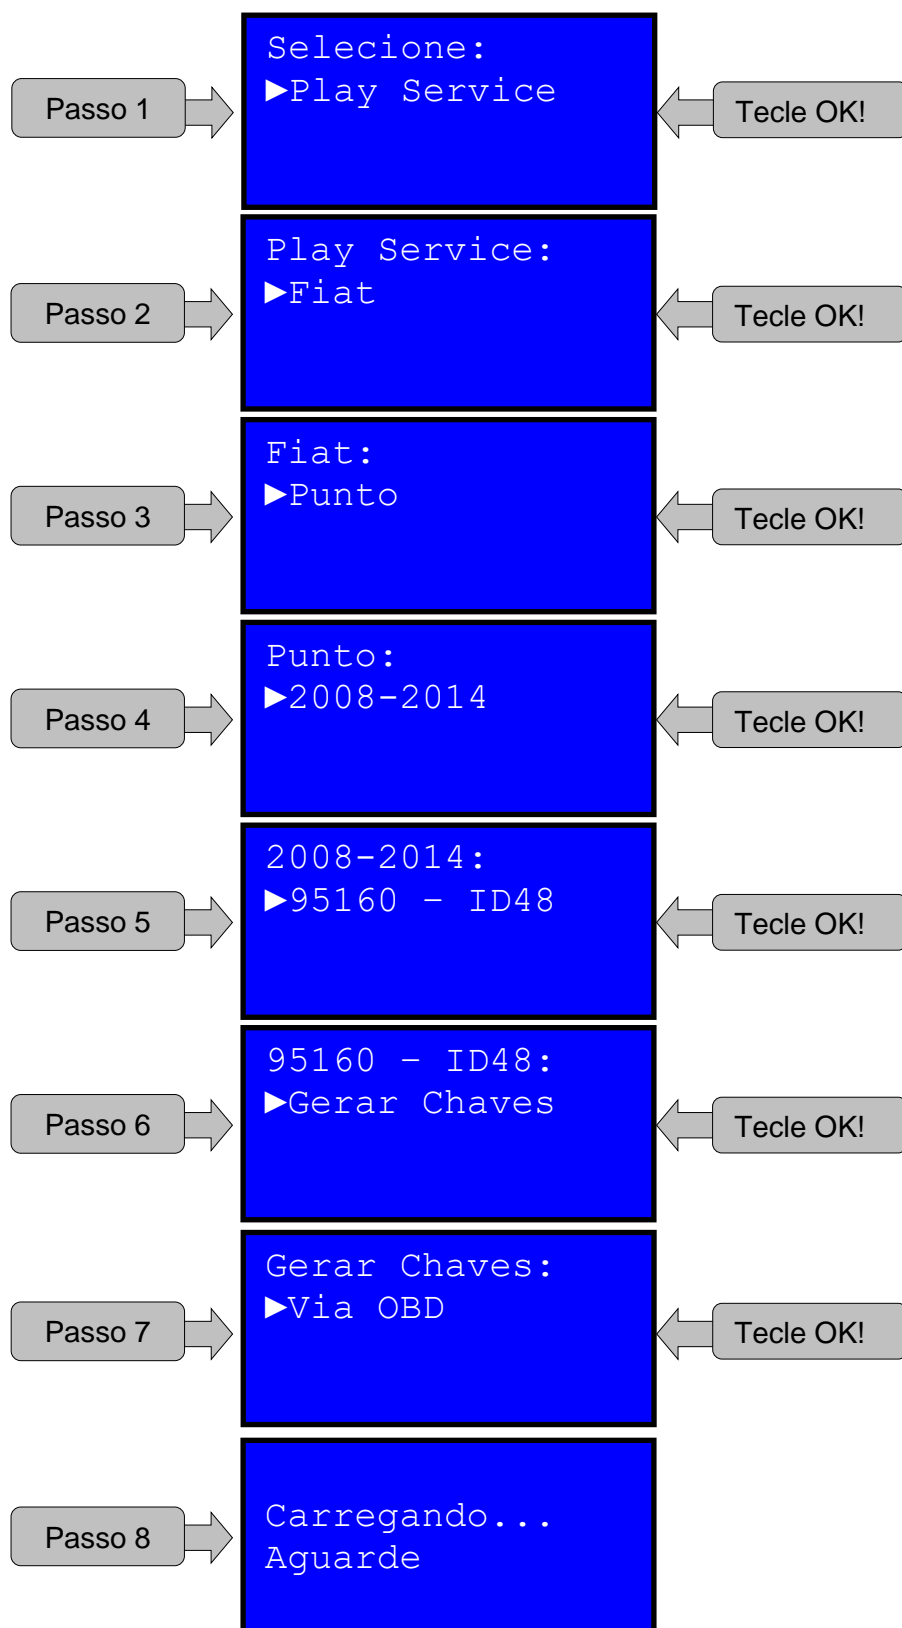 Selecione:
Passo 1
►Play Service
Tecle OK!
Play Service:
Passo 2
►Fiat
Tecle OK!
Fiat:
Passo 3
►Punto
Tecle OK!
Punto:
Passo 4
►2008-2014
Tecle OK!
2008-2014:
Passo 5
►95160 – ID48
Tecle OK!
95160 – ID48:
Passo 6
►Gerar Chaves
Tecle OK!
Gerar Chaves:
Passo 7
►Via OBD
Tecle OK!
Passo 8
Carregando...
Aguarde